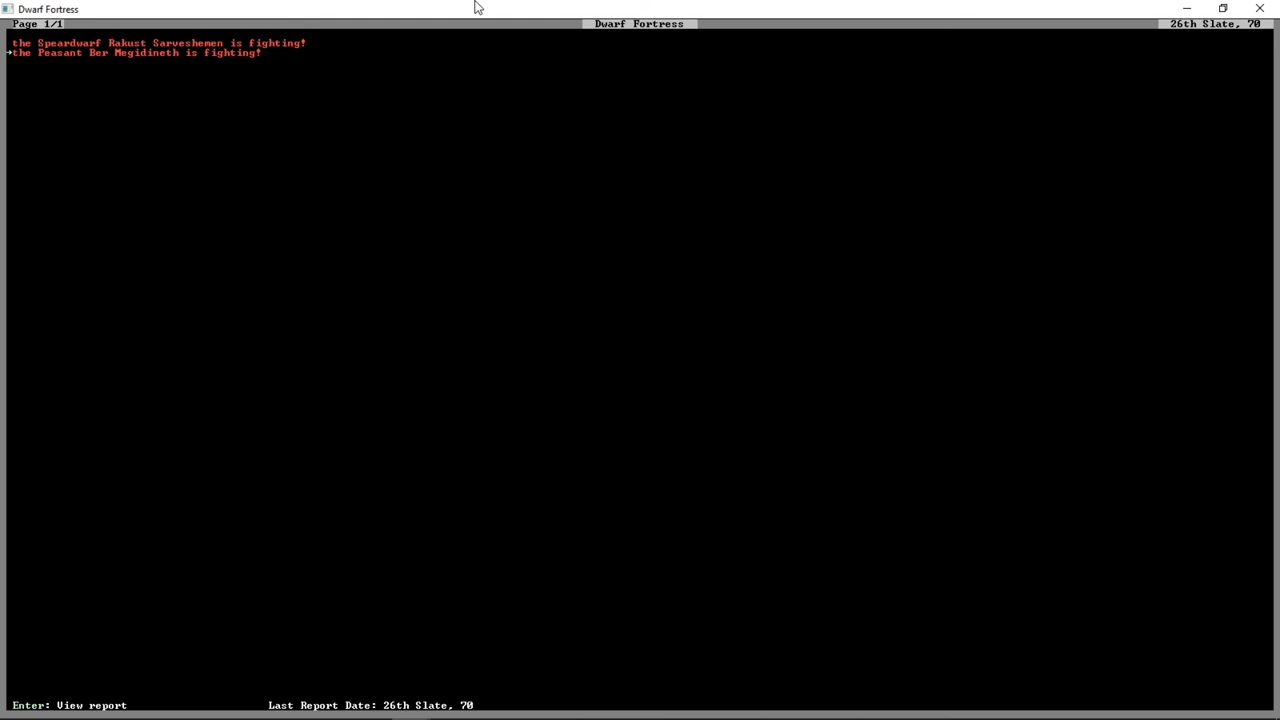 Dwarf Fortress
Page 1/1 Dwarf Fortress 26th Slate, 70
the Speardwarf Rakust Sarveshemen is fighting!
→the Peasant Ber Megidineth is fighting!
Enter: View report Last Report Date: 26th Slate, 70